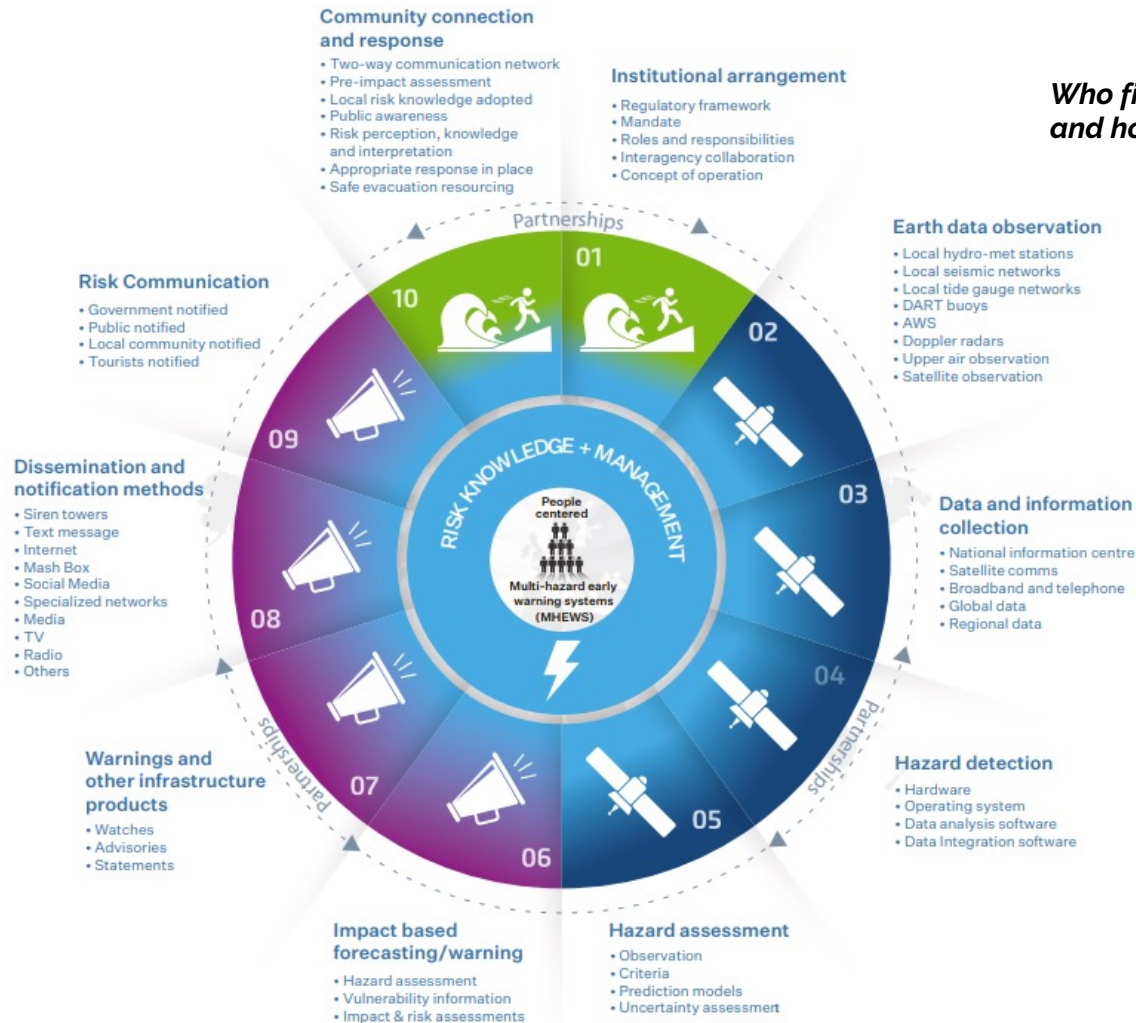 Community connection
and response
• Two-way communication network
• Pre-impact assessment
• Local risk knowledge adopted
• Public awareness
• Risk perception, knowledge
and interpretation
• Appropriate response in place
• Safe evacuation resourcing
Institutional arrangement
• Regulatory framework
• Mandate
• Roles and responsibilities
• Interagency collaboration
• Concept of operation
Who
and
Partnerships
Earth data observation
• Local hydro-met stations
• Local seismic networks
• Local tide gauge networks
• DART buoys
• AWS
• Doppler radars
• Upper air observation
• Satellite observation
Risk Communication
• Government notified
• Public notified
• Local community notified
• Tourists notified
10
01
02
09
03
Dissemination and
notification methods
• Siren towers
• Text message
• Internet
• Mash Box
• Social Media
• Specialized networks
• Media
• TV
• Radio
• Others
RISK KNOWLEDGE + MANAGEMENT
People
centered
Multi-hazard early
warning systems
(MHEWS)
Data and information
collection
• National information centre
• Satellite comms
• Broadband and telephone
• Global data
• Regional data
08
04
Partnerships
Partnerships
Warnings and
other infrastructure
products
• Watches
• Advisories
• Statements
07
06
05
Hazard detection
• Hardware
• Operating system
• Data analysis software
• Data Integration software
Impact based
forecasting/warning
• Hazard assessment
• Vulnerability information
• Impact & risk assessments
Hazard assessment
• Observation
• Criteria
• Prediction models
• Uncertainty assessment